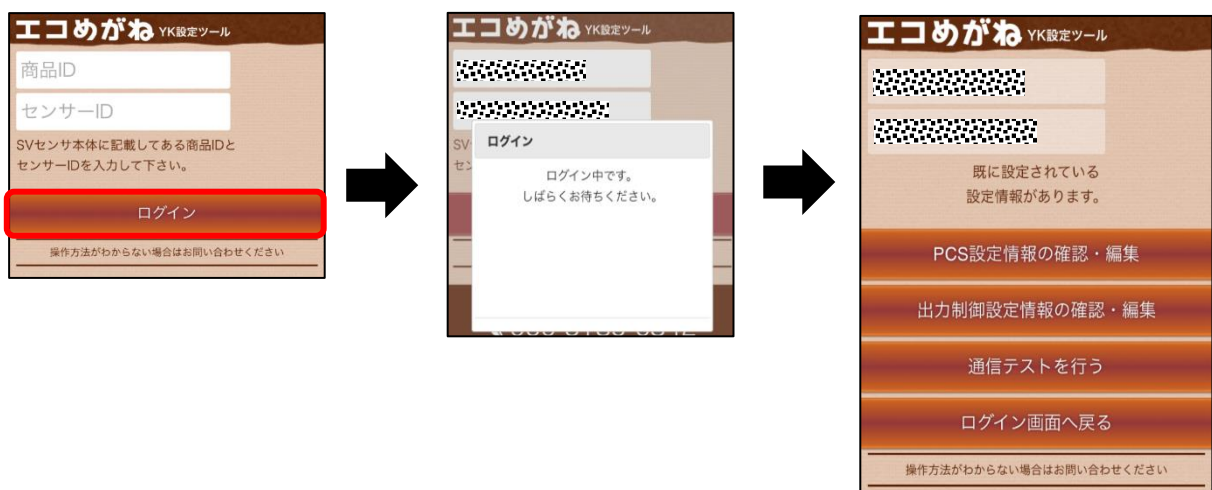 エコめがね YK設定ツール
商品ID
センサーID
SVセンサ本体に記載してある商品IDと
センサーIDを入力して下さい。
ログイン
操作方法がわからない場合はお問い合わせください
エコめがね YK設定ツール
SV
セン
ログイン
ログイン中です。
しばらくお待ちください。
エコめがね YK設定ツール
既に設定されている
設定情報があります。
PCS設定情報の確認・編集
出力制御設定情報の確認・編集
通信テストを行う
ログイン画面へ戻る
操作方法がわからない場合はお問い合わせください